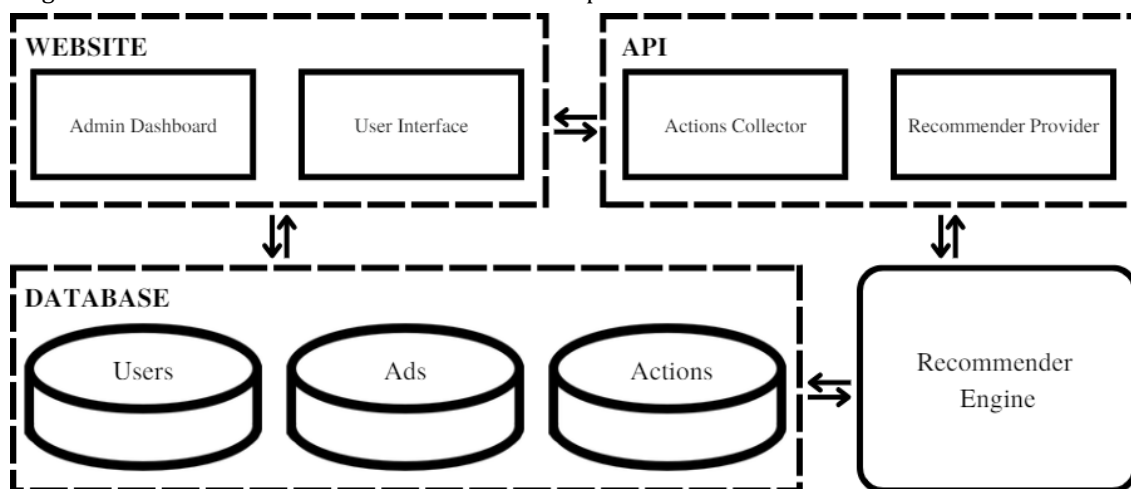 WEBSITE
Admin Dashboard
User Interface
API
Actions Collector
Recommender Provider
DATABASE
Users
Ads
Actions
Recommender
Engine